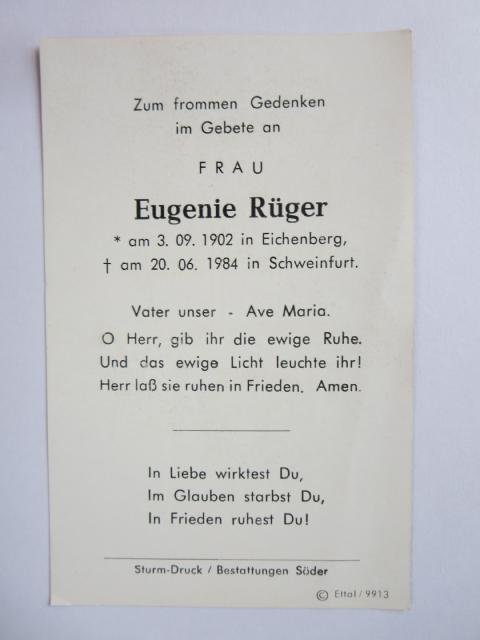 Zum frommen Gedenken
im Gebete an
FRAU
Eugenie Rüger
* am 3. 09. 1902 in Eichenberg,
† am 20. 06. 1984 in Schweinfurt.
Vater unser - Ave Maria.
O Herr, gib ihr die ewige Ruhe.
Und das ewige Licht leuchte ihr!
Herr laß sie ruhen in Frieden. Amen.
In Liebe wirktest Du,
Im Glauben starbst Du,
In Frieden ruhest Du!
Sturm-Druck / Bestattungen Söder
© Ettal / 9913